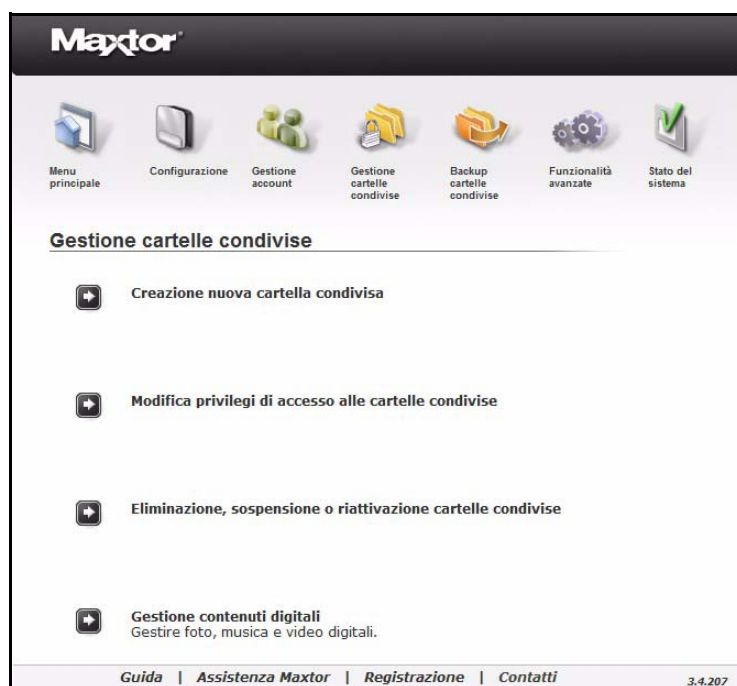 Maxtor
Menu principale
Configurazione
Gestione account
Gestione cartelle condivise
Backup cartelle condivise
Funzionalità avanzate
Stato del sistema
Gestione cartelle condivise
Creazione nuova cartella condivisa
Modifica privilegi di accesso alle cartelle condivise
Eliminazione, sospensione o riattivazione cartelle condivise
Gestione contenuti digitali
Gestire foto, musica e video digitali.
Guida | Assistenza Maxtor | Registrazione | Contatti
3.4.207